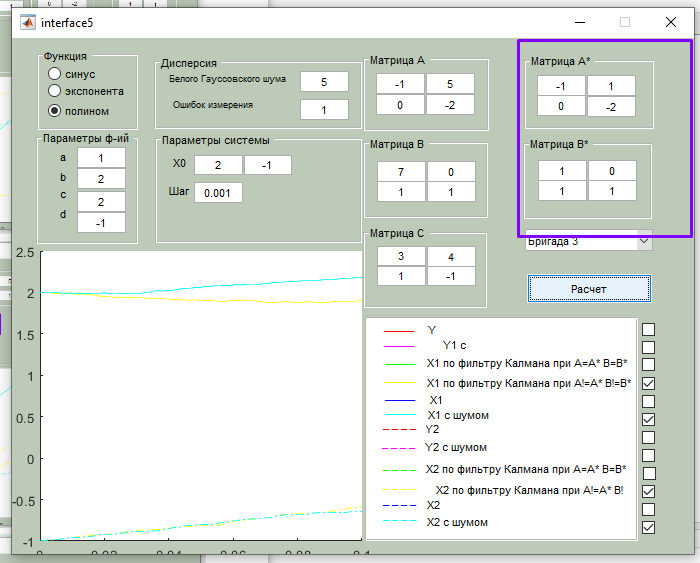 interface5
Функция
синус
экспонента
полином
Дисперсия
Белого Гауссовского шума 5
Ошибок измерения 1
Матрица A
-1 5
0 -2
Матрица A*
-1 1
0 -2
Параметры ф-ий
a 1
b 2
c 2
d -1
Параметры системы
X0 2 -1
Шаг 0.001
Матрица B
7 0
1 1
Матрица B*
1 0
1 1
Матрица C
3 4
1 -1
Бригада 3
Расчет
2.5
2
1.5
1
0.5
0
-0.5
-1
0 0.02 0.04 0.06 0.08 0.1
Y
Y1 с
X1 по фильтру Калмана при A=A* B=B*
X1 по фильтру Калмана при A!=A* B!=B*
X1
X1 с шумом
Y2
Y2 с шумом
X2 по фильтру Калмана при A=A* B=B*
X2 по фильтру Калмана при A!=A* B!
X2
X2 с шумом